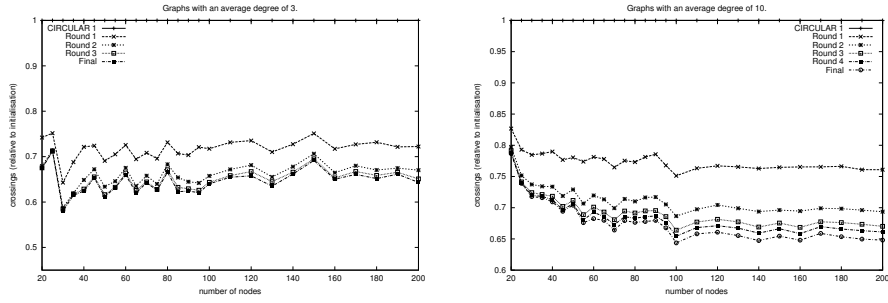 Graphs with an average degree of 3.
crossings (relative to initialisation)
1
0.9
0.8
0.7
0.6
0.5
CIRCULAR 1
Round 1
Round 2
Round 3
Final
20 40 60 80 100 120 140 160 180 200
number of nodes
Graphs with an average degree of 10.
crossings (relative to initialisation)
1
0.95
0.9
0.85
0.8
0.75
0.7
0.65
0.6
CIRCULAR 1
Round 1
Round 2
Round 3
Round 4
Final
20 40 60 80 100 120 140 160 180 200
number of nodes